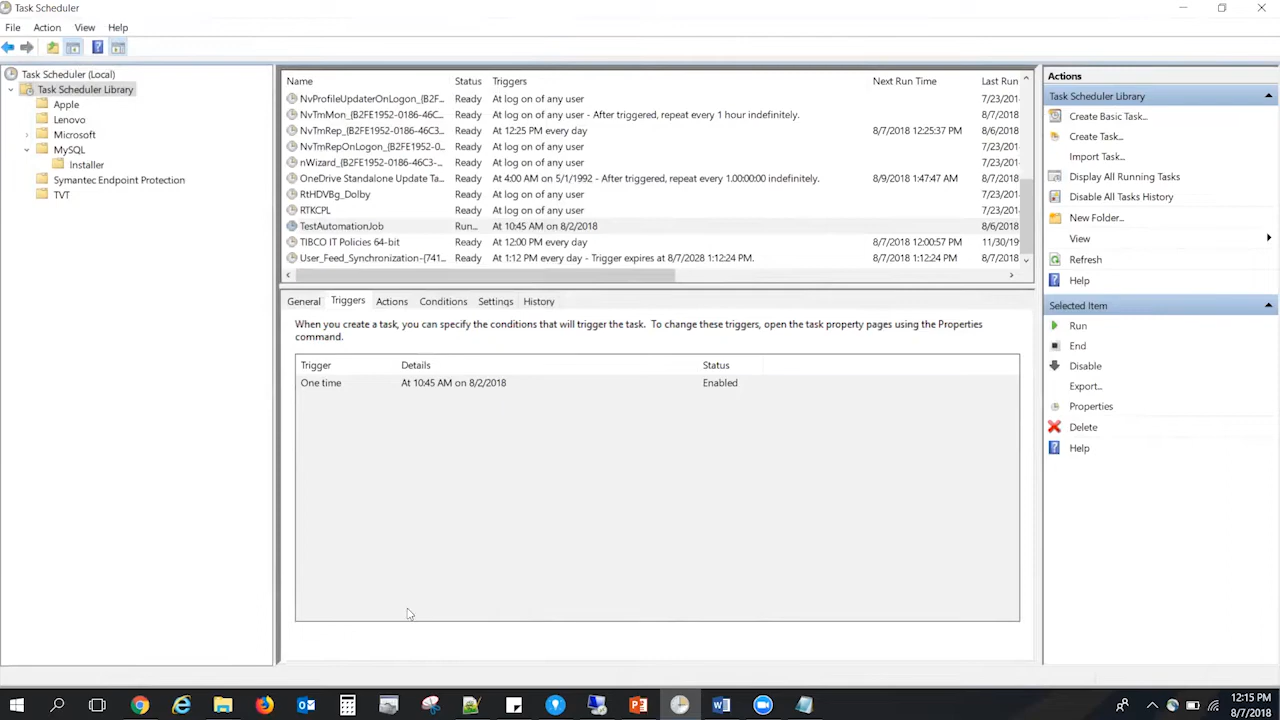 Task Scheduler
File Action View Help
Task Scheduler (Local)
Task Scheduler Library
Apple
Lenovo
Microsoft
MySQL
Installer
Symantec Endpoint Protection
TVT
Name Status Triggers Next Run Time Last Run
NvProfileUpdaterOnLogon_{B2F... Ready At log on of any user 7/23/201
NvTmMon_{B2FE1952-0186-46C... Ready At log on of any user - After triggered, repeat every 1 hour indefinitely. 8/7/2018
NvTmRep_{B2FE1952-0186-46C3... Ready At 12:25 PM every day 8/7/2018 12:25:37 PM 8/6/2018
NvTmRepOnLogon_{B2FE1952-0... Ready At log on of any user 7/23/201
nWizard_{B2FE1952-0186-46C3-... Ready At log on of any user 7/23/201
OneDrive Standalone Update Ta... Ready At 4:00 AM on 5/1/1992 - After triggered, repeat every 1.00:00:00 indefinitely. 8/9/2018 1:47:47 AM 8/7/2018
RtHDVBg_Dolby Ready At log on of any user 7/23/201
RTKCPL Ready At log on of any user 7/23/201
TestAutomationJob Run... At 10:45 AM on 8/2/2018 8/6/2018
TIBCO IT Policies 64-bit Ready At 12:00 PM every day 8/7/2018 12:00:57 PM 11/30/19
User_Feed_Synchronization-{741... Ready At 1:12 PM every day - Trigger expires at 8/7/2028 1:12:24 PM. 8/7/2018 1:12:24 PM 8/7/2018
General Triggers Actions Conditions Settings History
When you create a task, you can specify the conditions that will trigger the task. To change these triggers, open the task property pages using the Properties
command.
Trigger Details Status
One time At 10:45 AM on 8/2/2018 Enabled
Actions
Task Scheduler Library
Create Basic Task...
Create Task...
Import Task...
Display All Running Tasks
Disable All Tasks History
New Folder...
View
Refresh
Help
Selected Item
Run
End
Disable
Export...
Properties
Delete
Help
12:15 PM
8/7/2018